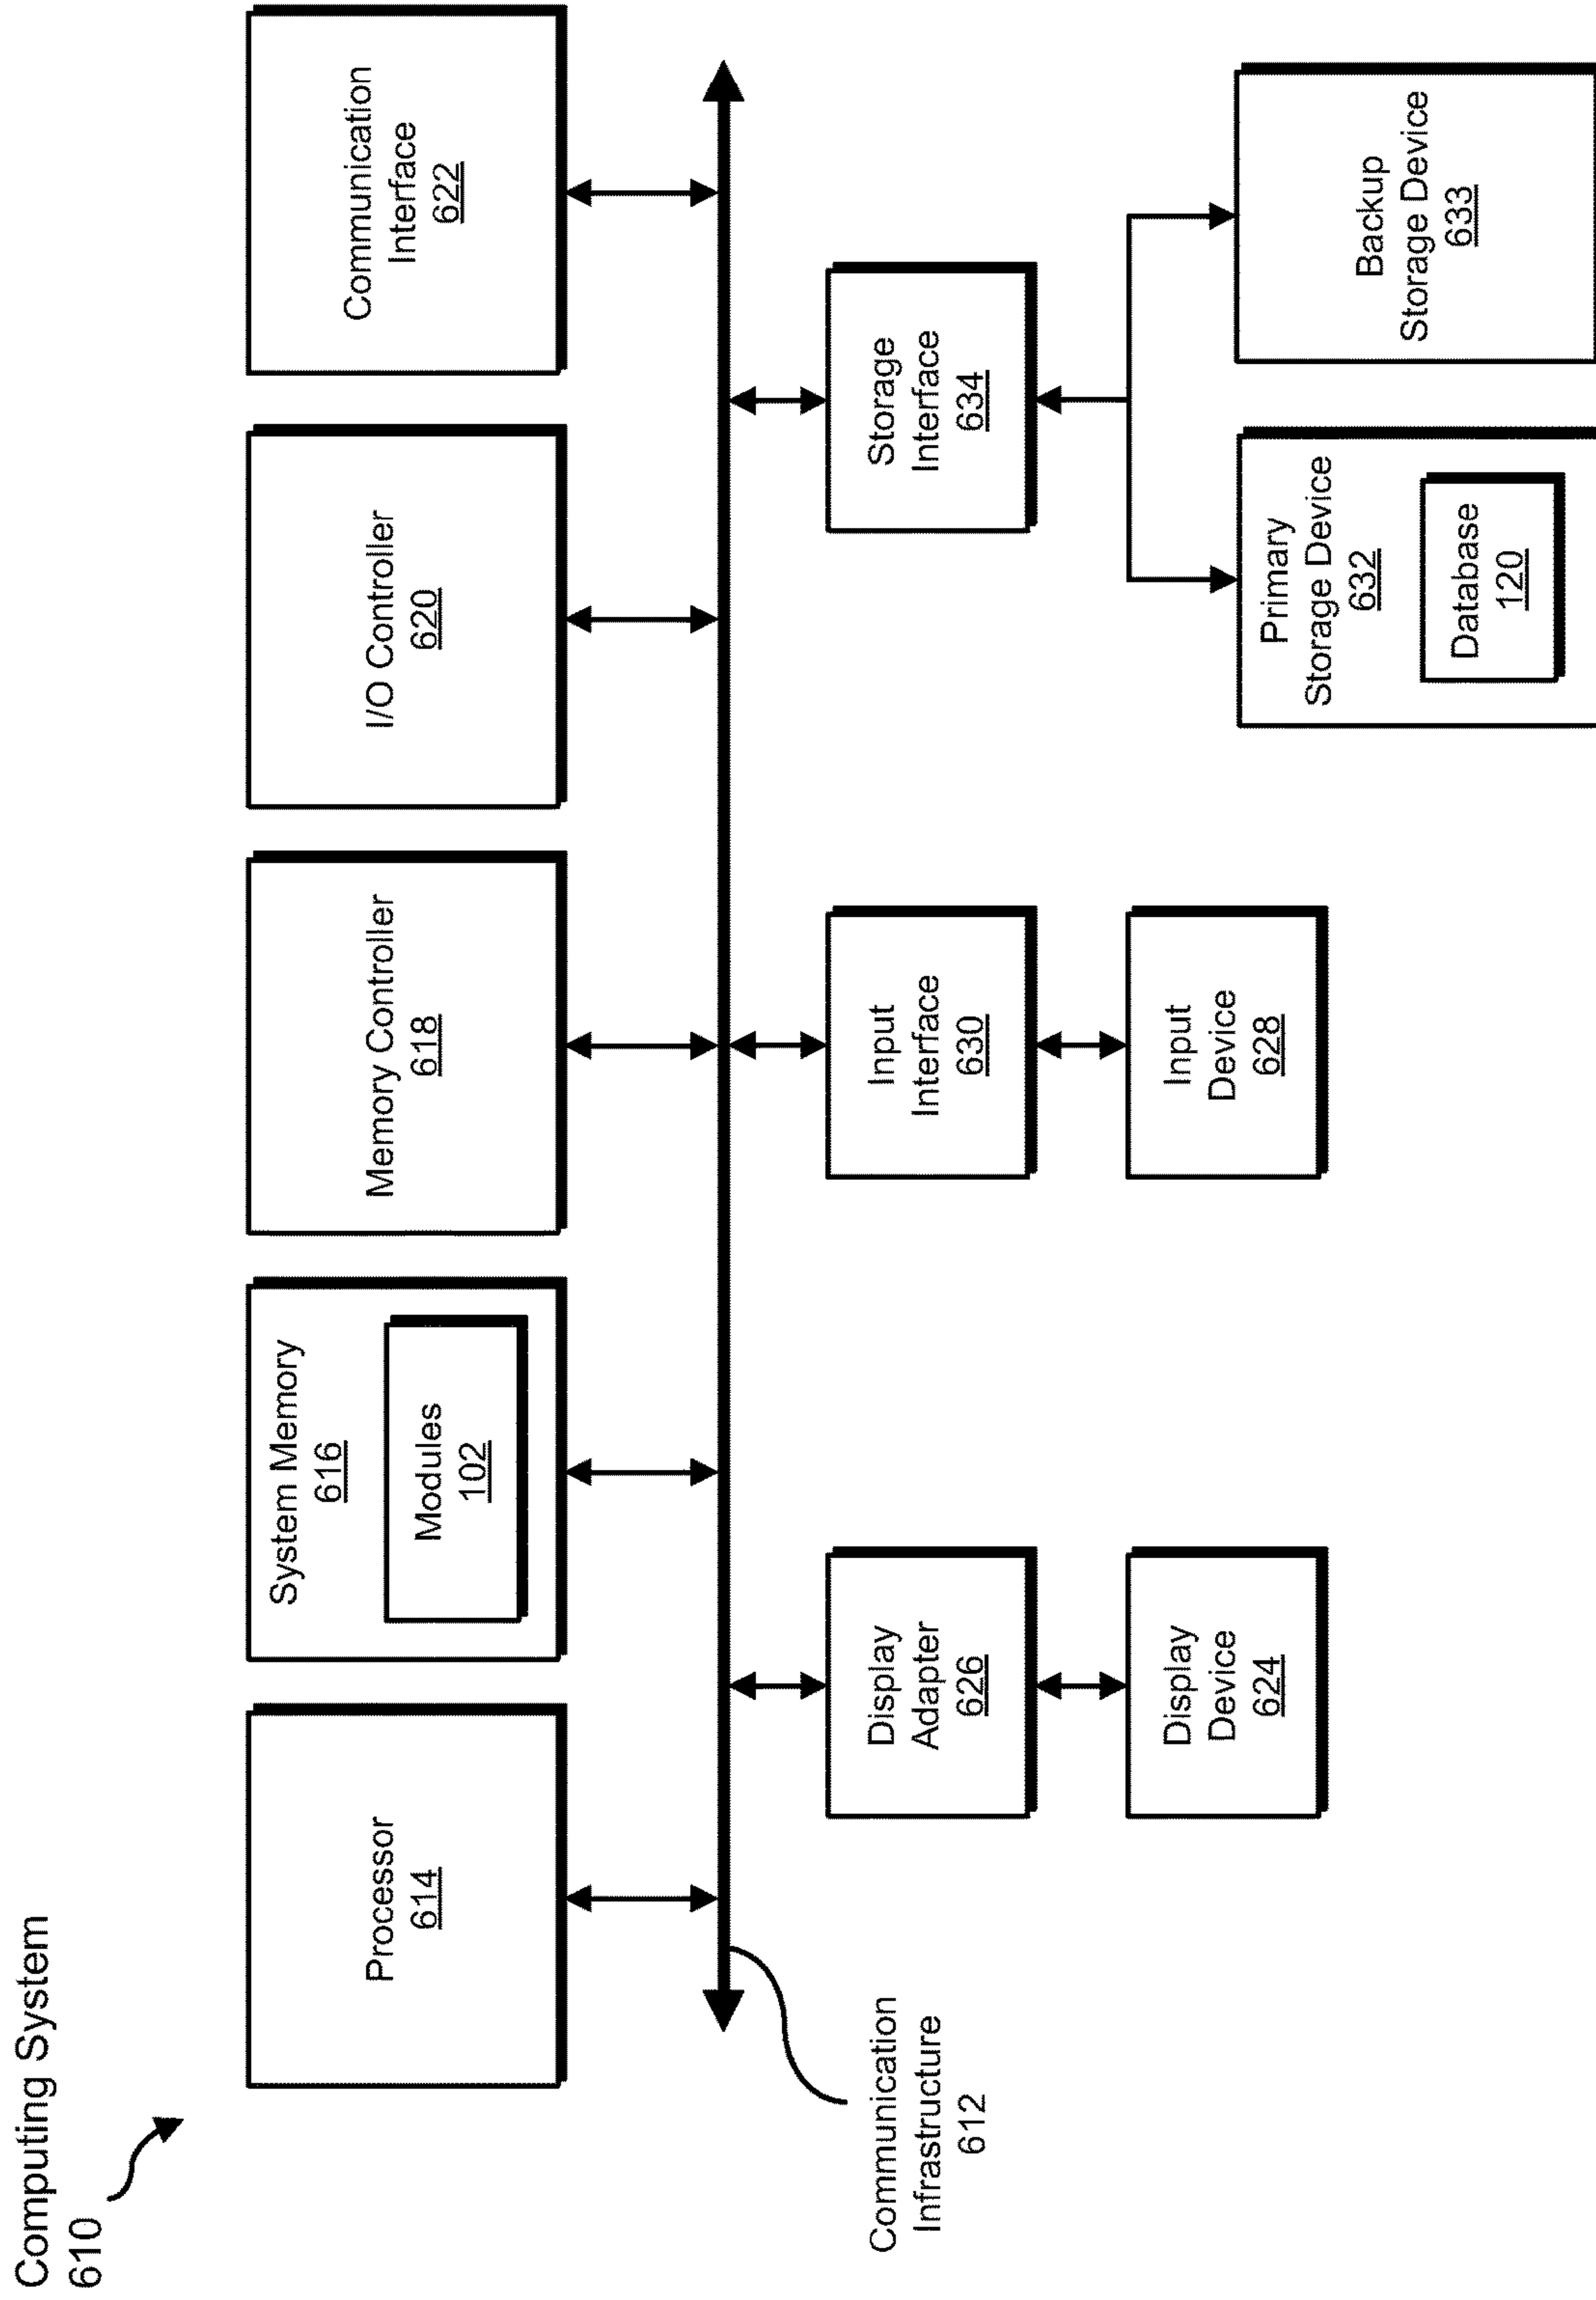 Computing System
610
Processor
614
System Memory
616
Modules
102
Memory Controller
618
I/O Controller
620
Communication
Interface
622
Communication
Infrastructure
612
Display
Adapter
626
Display
Device
624
Input
Interface
630
Input
Device
628
Storage
Interface
634
Primary
Storage Device
632
Database
120
Backup
Storage Device
633